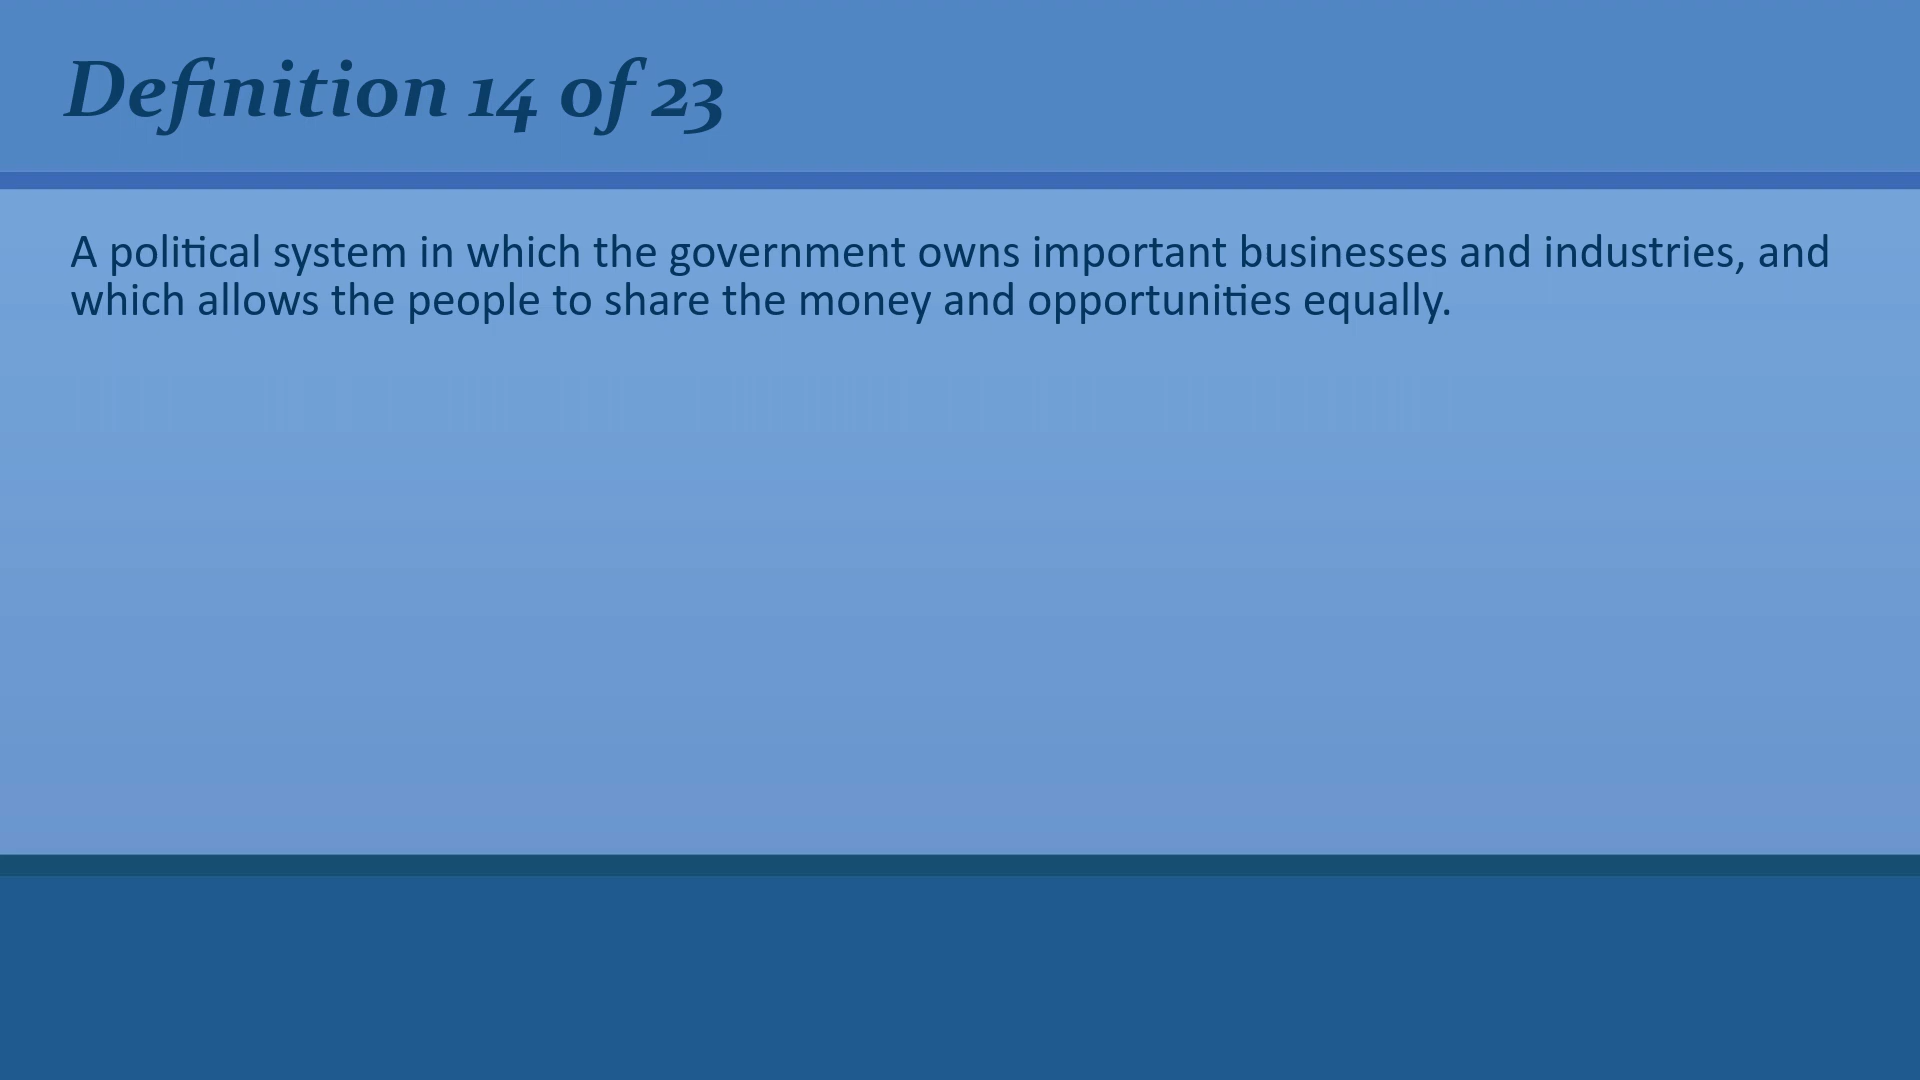 Definition 14 of 23
A political system in which the government owns important businesses and industries, and
which allows the people to share the money and opportunities equally.